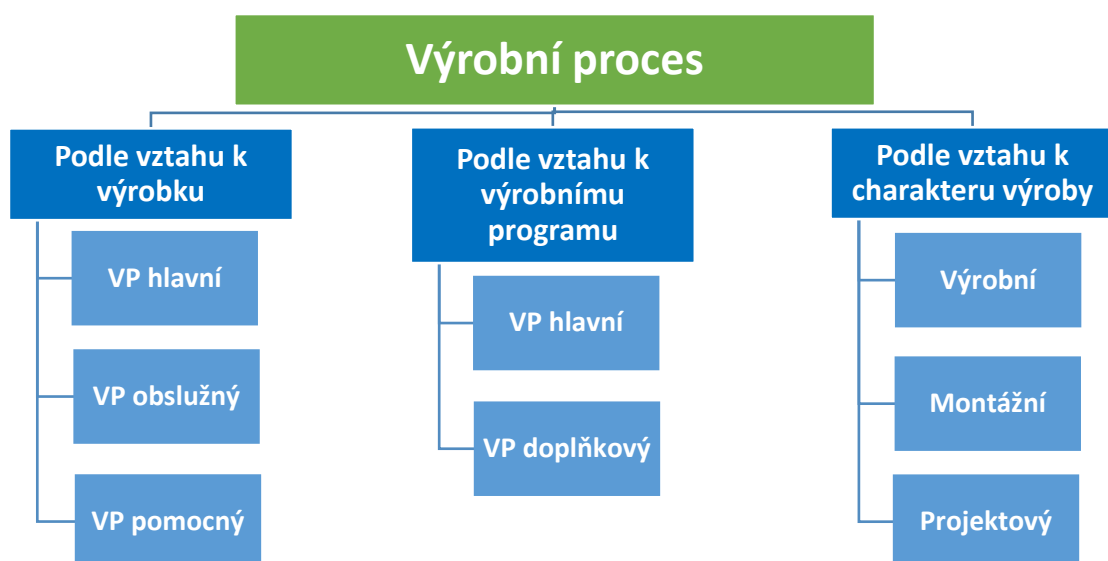 Výrobní proces
Podle vztahu k
výrobku
VP hlavní
VP obslužný
VP pomocný
Podle vztahu k
výrobnímu
programu
VP hlavní
VP doplňkový
Podle vztahu k
charakteru výroby
Výrobní
Montážní
Projektový